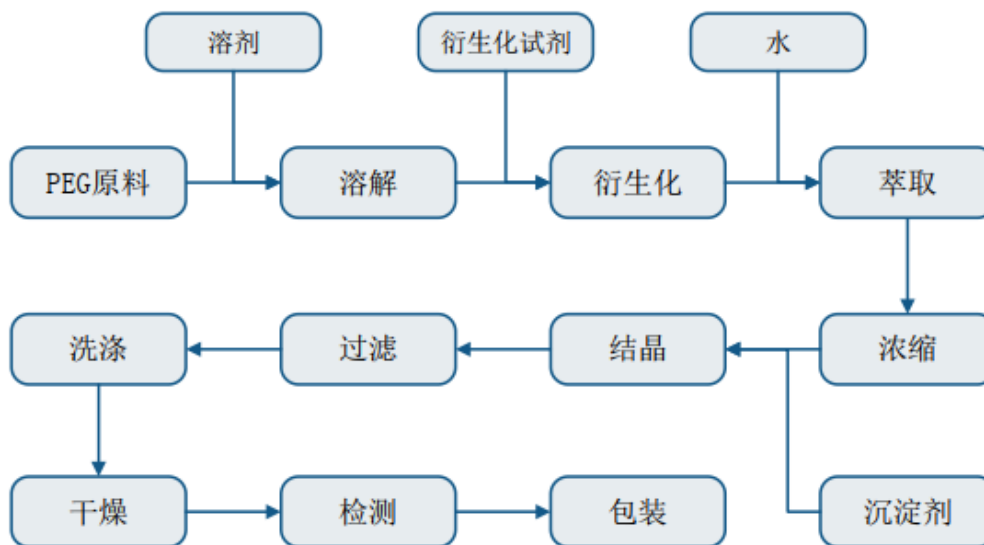 溶剂
衍生化试剂
水
PEG原料
溶解
衍生化
萃取
洗涤
过滤
结晶
浓缩
干燥
检测
包装
沉淀剂